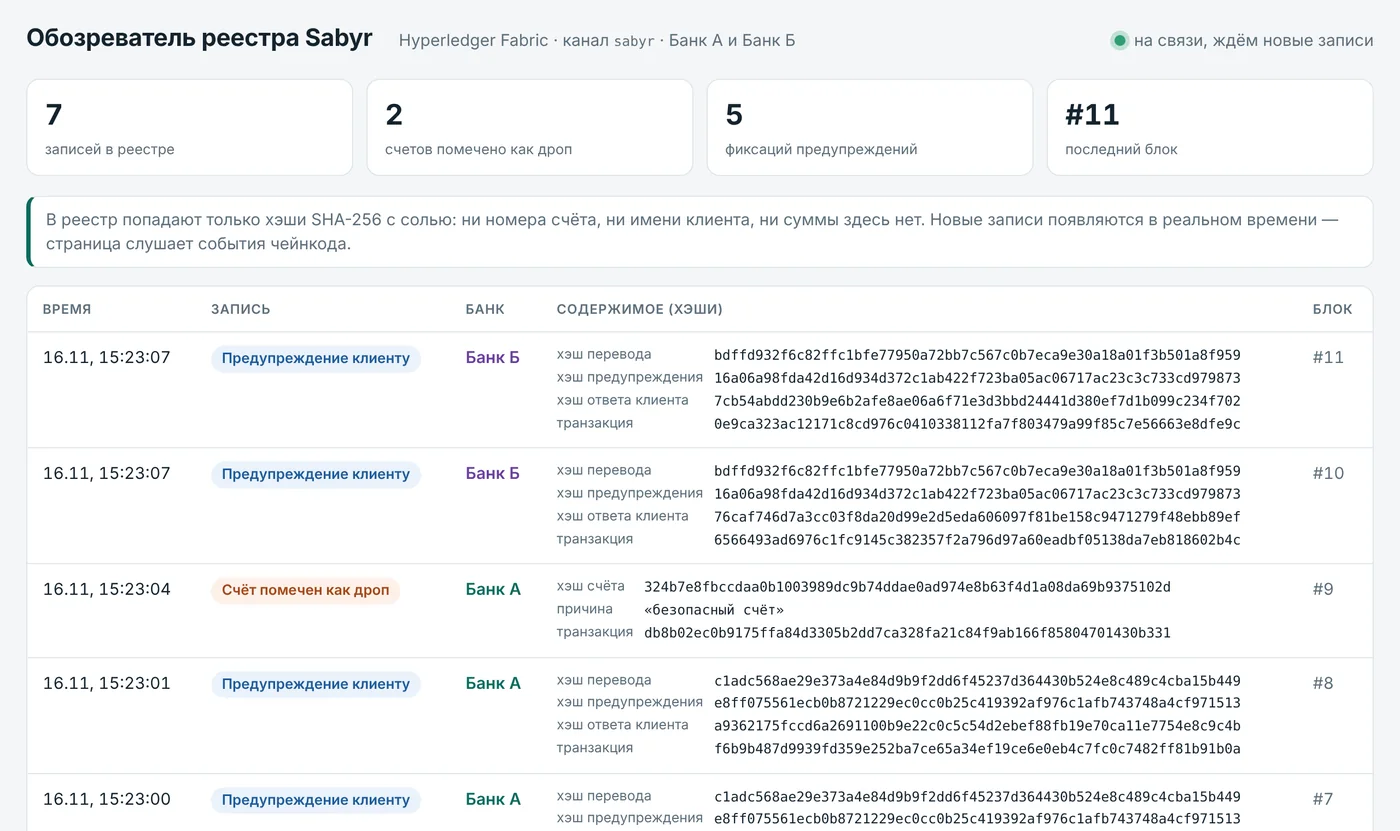 Обозреватель реестра Sabyr Hyperledger Fabric · канал sabyr · Банк А и Банк Б на связи, ждём новые записи
7 2 5 #11
записей в реестре счетов помечено как дроп фиксаций предупреждений последний блок
В реестр попадают только хэши SHA-256 с солью: ни номера счёта, ни имени клиента, ни суммы здесь нет. Новые записи появляются в реальном времени —
страница слушает события чейнкода.
ВРЕМЯ ЗАПИСЬ БАНК СОДЕРЖИМОЕ (ХЭШИ) БЛОК
16.11, 15:23:07 Предупреждение клиенту Банк Б хэш перевода bdffd932f6c82ffc1bfe77950a72bb7c567c0b7eca9e30a18a01f3b501a8f959 #11
хэш предупреждения 16a06a98fda42d16d934d372c1ab422f723ba05ac06717ac23c3c733cd979873
хэш ответа клиента 7cb54abdd230b9e6b2afe8ae06a6f71e3d3bbd24441d380ef7d1b099c234f702
транзакция 0e9ca323ac12171c8cd976c0410338112fa7f803479a99f85c7e56663e8dfe9c
16.11, 15:23:07 Предупреждение клиенту Банк Б хэш перевода bdffd932f6c82ffc1bfe77950a72bb7c567c0b7eca9e30a18a01f3b501a8f959 #10
хэш предупреждения 16a06a98fda42d16d934d372c1ab422f723ba05ac06717ac23c3c733cd979873
хэш ответа клиента 76caf746d7a3cc03f8da20d99e2d5eda606097f81be158c9471279f48ebb89ef
транзакция 6566493ad6976c1fc9145c382357f2a796d97a60eadbf05138da7eb818602b4c
16.11, 15:23:04 Счёт помечен как дроп Банк А хэш счёта 324b7e8fbccdaa0b1003989dc9b74ddae0ad974e8b63f4d1a08da69b9375102d #9
причина «безопасный счёт»
транзакция db8b02ec0b9175ffa84d3305b2dd7ca328fa21c84f9ab166f85804701430b331
16.11, 15:23:01 Предупреждение клиенту Банк А хэш перевода c1adc568ae29e373a4e84d9b9f2dd6f45237d364430b524e8c489c4cba15b449 #8
хэш предупреждения e8ff075561ecb0b8721229ec0cc0b25c419392af976c1afb743748a4cf971513
хэш ответа клиента a9362175fccd6a2691100b9e22c0c5c54d2ebef88fb19e70ca11e7754e8c9c4b
транзакция f6b9b487d9939fd359e252ba7ce65a34ef19ce6e0eb4c7fc0c7482ff81b91b0a
16.11, 15:23:00 Предупреждение клиенту Банк А хэш перевода c1adc568ae29e373a4e84d9b9f2dd6f45237d364430b524e8c489c4cba15b449 #7
хэш предупреждения e8ff075561ecb0b8721229ec0cc0b25c419392af976c1afb743748a4cf971513